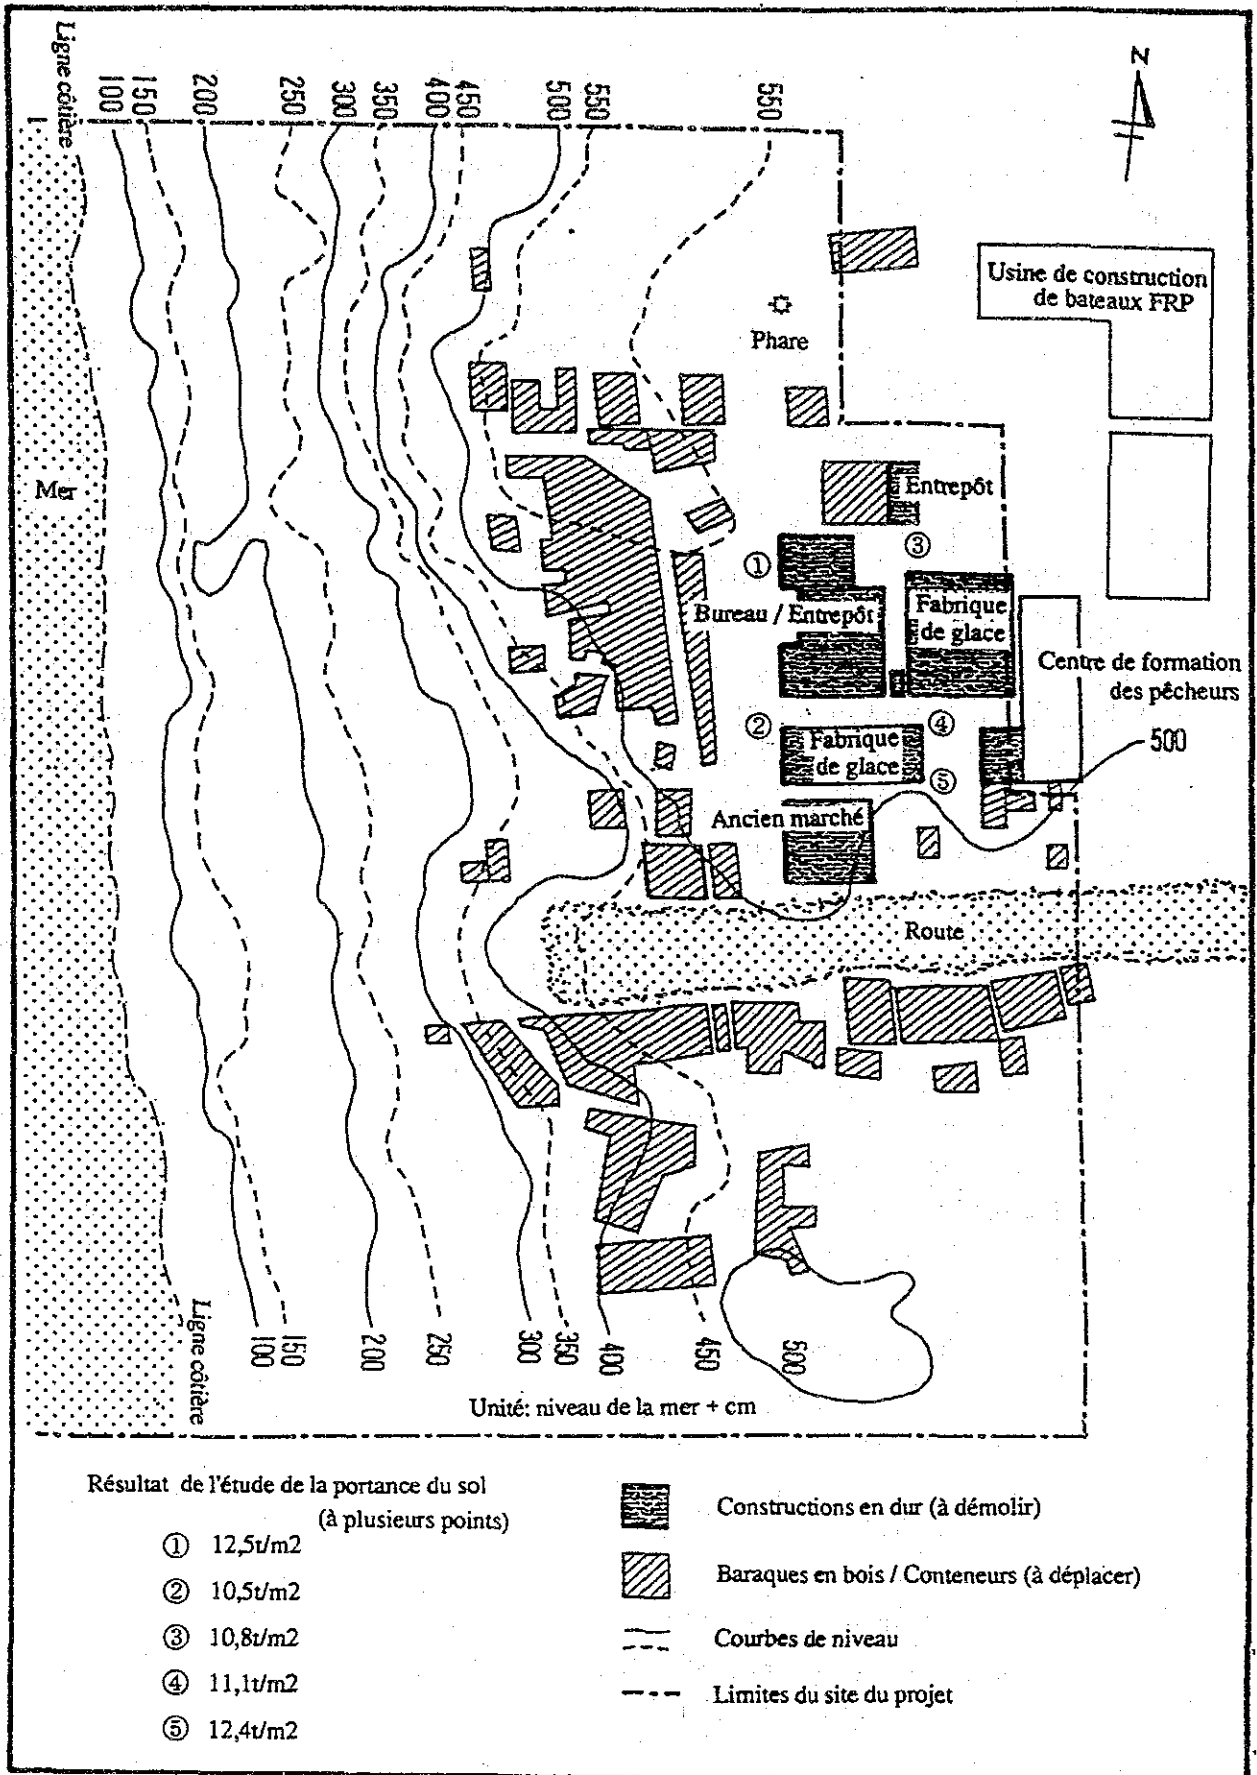 Ligne côtière
100
150
200
250
300
350
400
450
500
550
550
N
Usine de construction
de bateaux FRP
Phare
Mer
Entrepôt
①
③
Bureau / Entrepôt
Fabrique
de glace
Centre de formation
des pêcheurs
②
④
500
Fabrique
de glace
⑤
Ancien marché
Route
Ligne côtière
100
150
200
250
300
350
400
450
500
Unité: niveau de la mer + cm
Résultat de l'étude de la portance du sol
(à plusieurs points)
① 12,5t/m2
② 10,5t/m2
③ 10,8t/m2
④ 11,1t/m2
⑤ 12,4t/m2
Constructions en dur (à démolir)
Baraques en bois / Conteneurs (à déplacer)
Courbes de niveau
Limites du site du projet